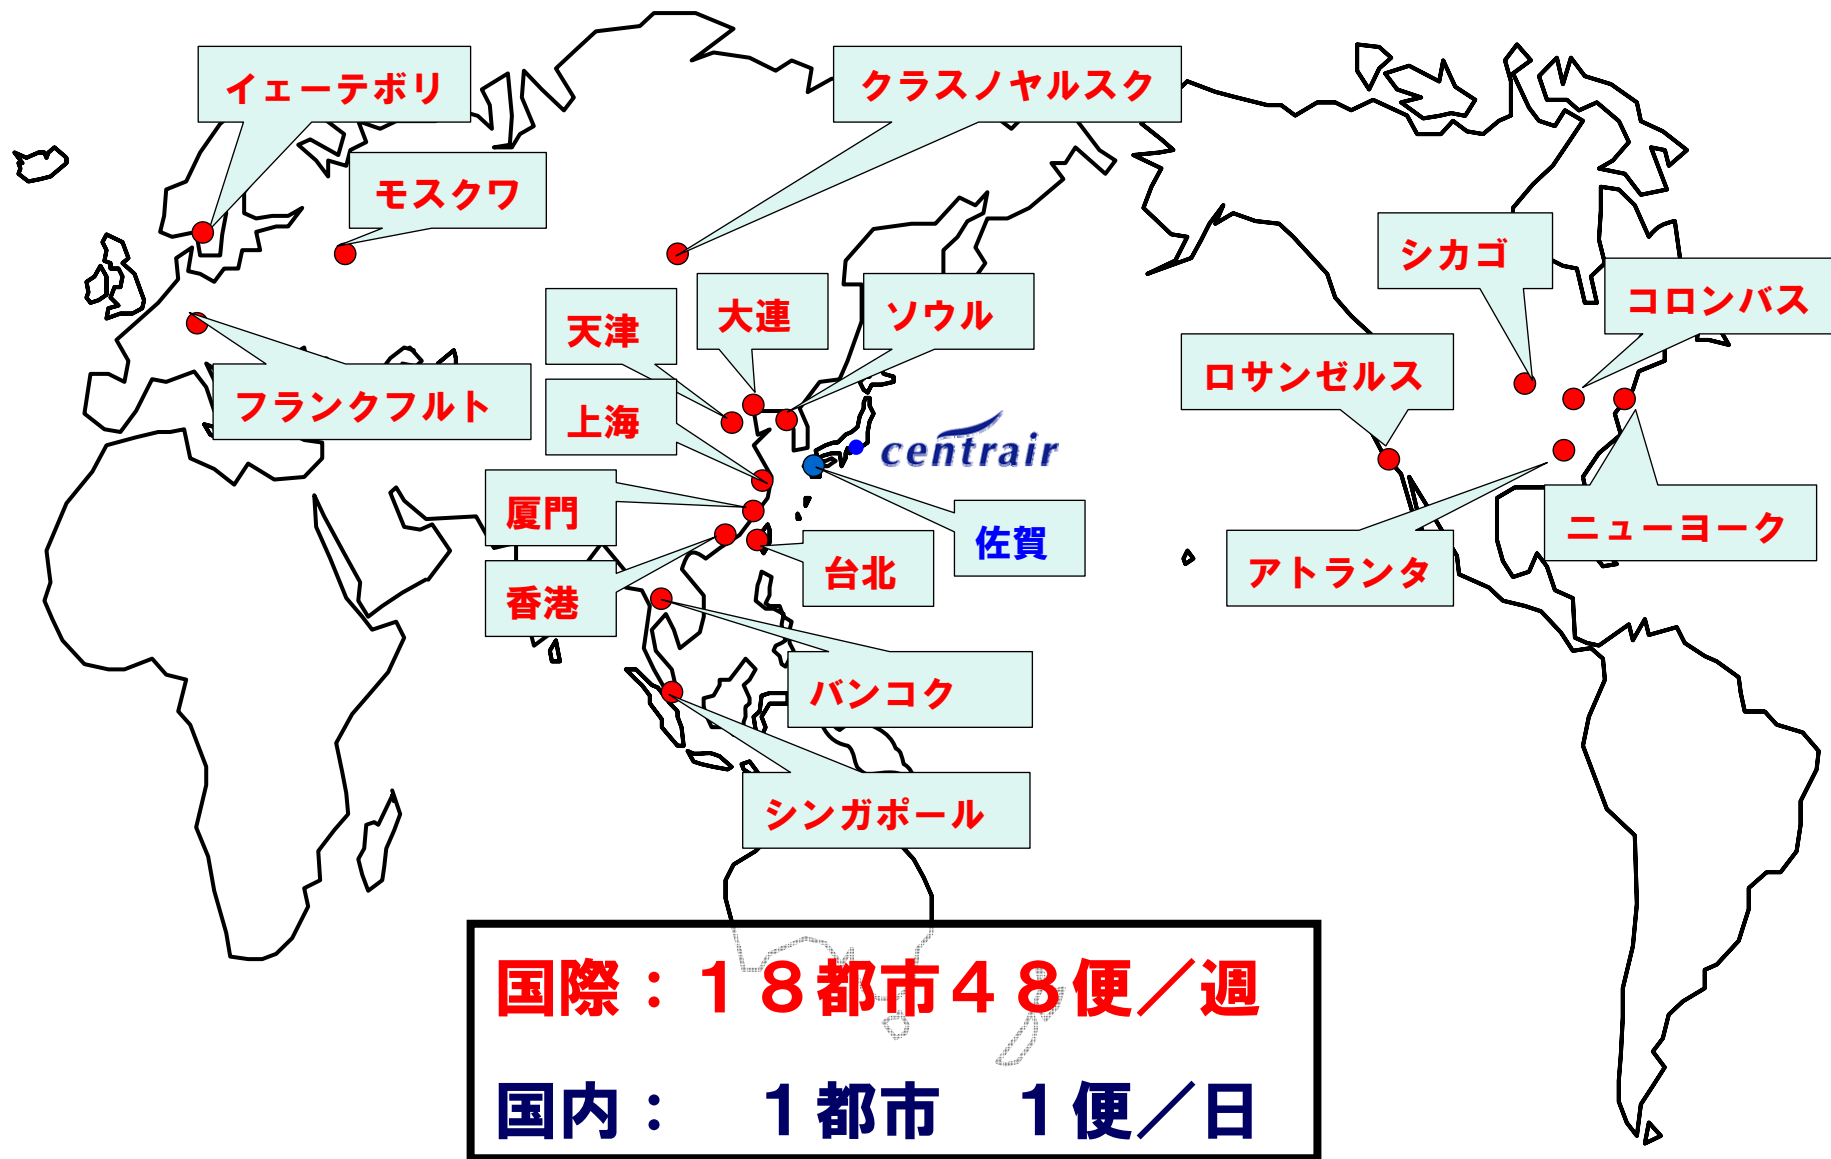 イェーテボリ
クラスノヤルスク
モスクワ
シカゴ
コロンバス
天津
大連
ソウル
ロサンゼルス
フランクフルト
上海
centrair
厦門
佐賀
ニューヨーク
台北
アトランタ
香港
バンコク
シンガポール
国際：１８都市４８便／週
国内：　１都市　１便／日